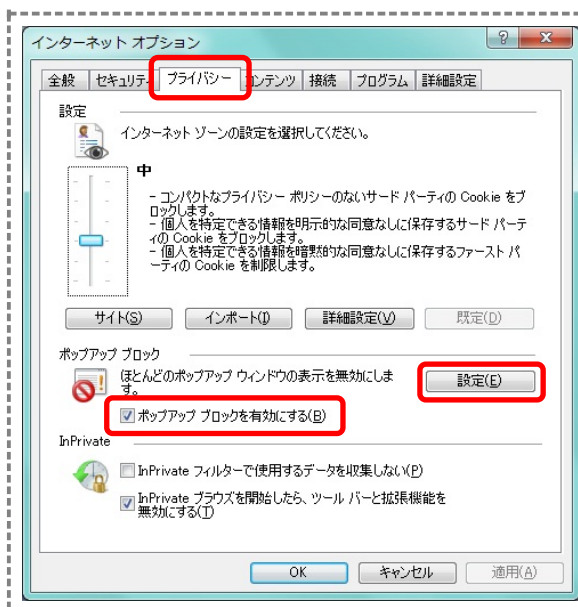 インターネット オプション
全般 セキュリティ プライバシー コンテンツ 接続 プログラム 詳細設定
設定
インターネット ゾーンの設定を選択してください。
中
- コンパクトなプライバシー ポリシーのないサード パーティの Cookie をブ
ロックします。
- 個人を特定できる情報を明示的な同意なしに保存するサード パーテ
ィの Cookie をブロックします。
- 個人を特定できる情報を暗黙的な同意なしに保存するファースト パ
ーティの Cookie を制限します。
サイト(S) インポート(I) 詳細設定(V) 既定(D)
ポップアップ ブロック
ほとんどのポップアップ ウィンドウの表示を無効にしま
す。
設定(E)
ポップアップ ブロックを有効にする(B)
InPrivate
InPrivate フィルターで使用するデータを収集しない(P)
InPrivate ブラウズを開始したら、ツール バーと拡張機能を
無効にする(T)
OK キャンセル 適用(A)